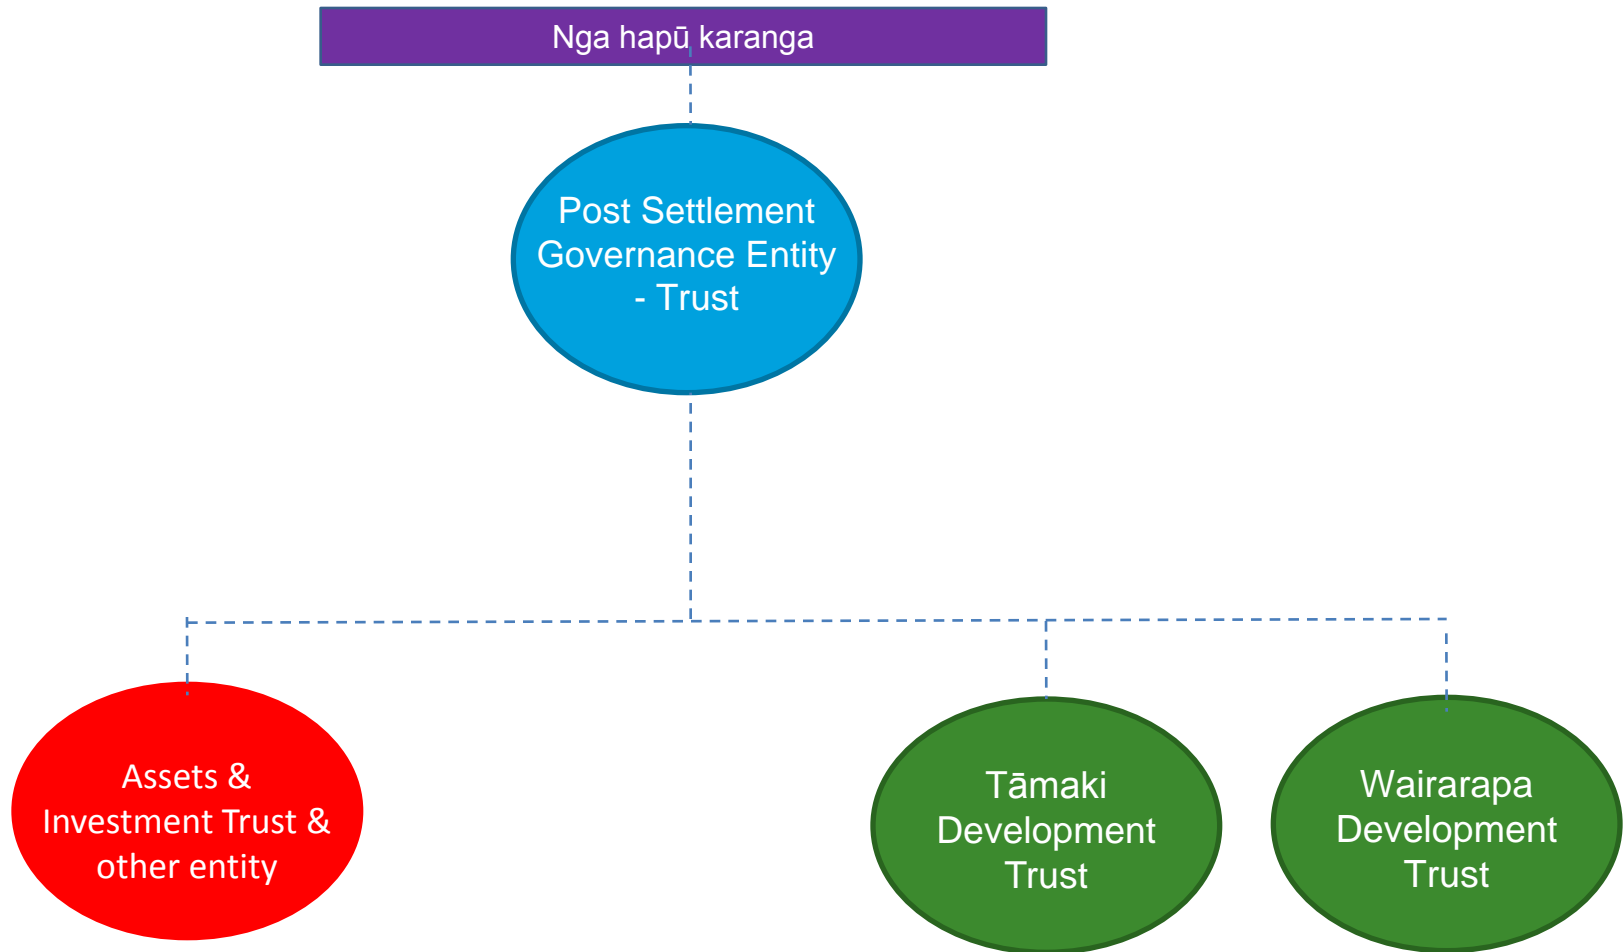 Nga hapū karanga
Post Settlement
Governance Entity
- Trust
Assets &
Investment Trust &
other entity
Tāmaki
Development
Trust
Wairarapa
Development
Trust